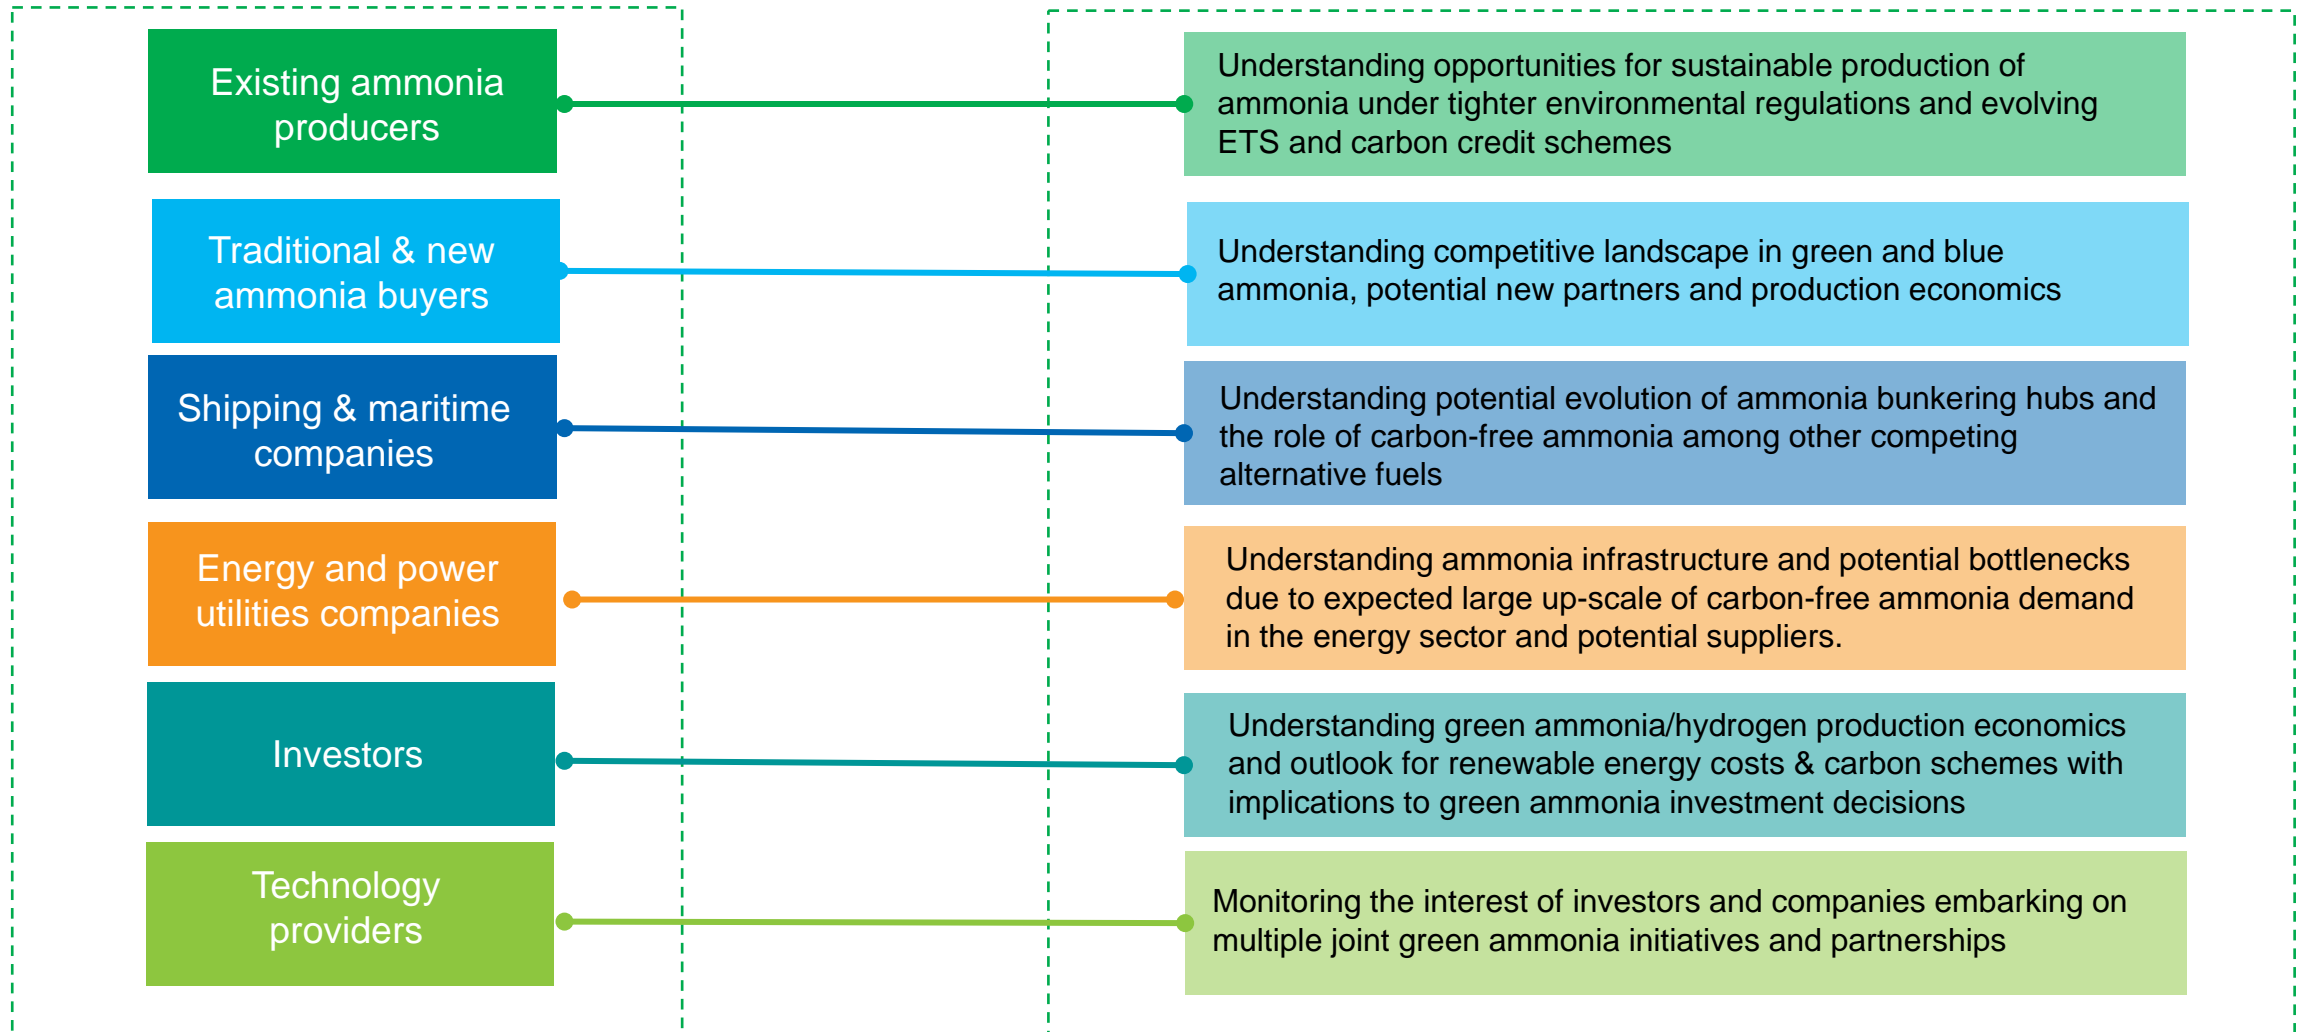 Existing ammonia
producers
Understanding opportunities for sustainable production of
ammonia under tighter environmental regulations and evolving
ETS and carbon credit schemes
Traditional & new
ammonia buyers
Understanding competitive landscape in green and blue
ammonia, potential new partners and production economics
Shipping & maritime
companies
Understanding potential evolution of ammonia bunkering hubs and
the role of carbon-free ammonia among other competing
alternative fuels
Energy and power
utilities companies
Understanding ammonia infrastructure and potential bottlenecks
due to expected large up-scale of carbon-free ammonia demand
in the energy sector and potential suppliers.
Investors
Understanding green ammonia/hydrogen production economics
and outlook for renewable energy costs & carbon schemes with
implications to green ammonia investment decisions
Technology
providers
Monitoring the interest of investors and companies embarking on
multiple joint green ammonia initiatives and partnerships